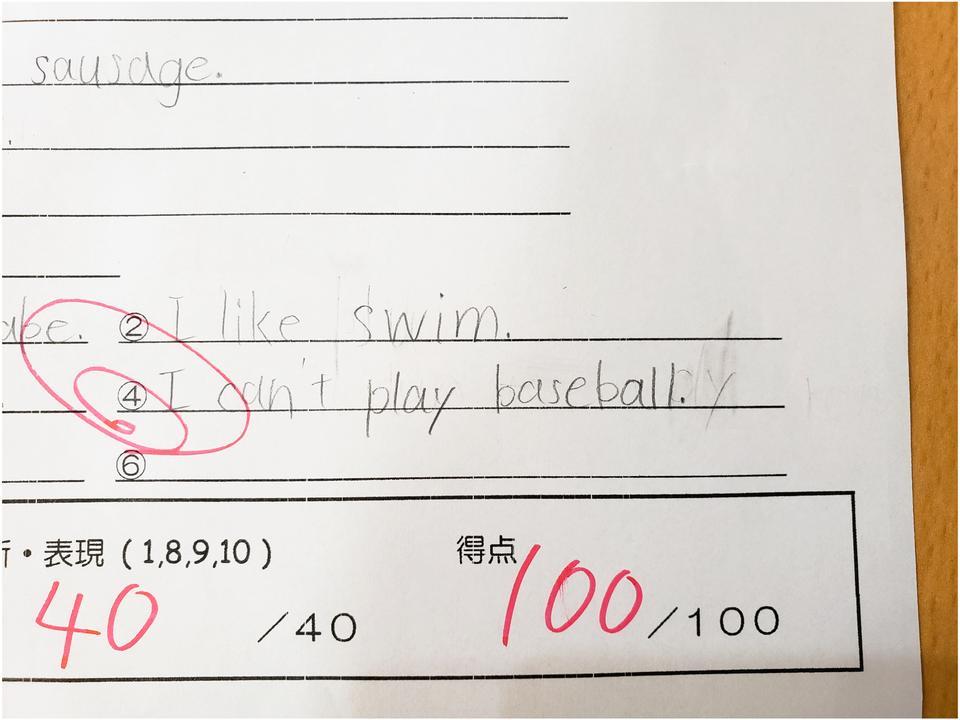 sausage.
abe. ② I like swim.
④ I can't play baseball.
⑥
・表現 (1,8,9,10) 得点
40 /40 100 /100